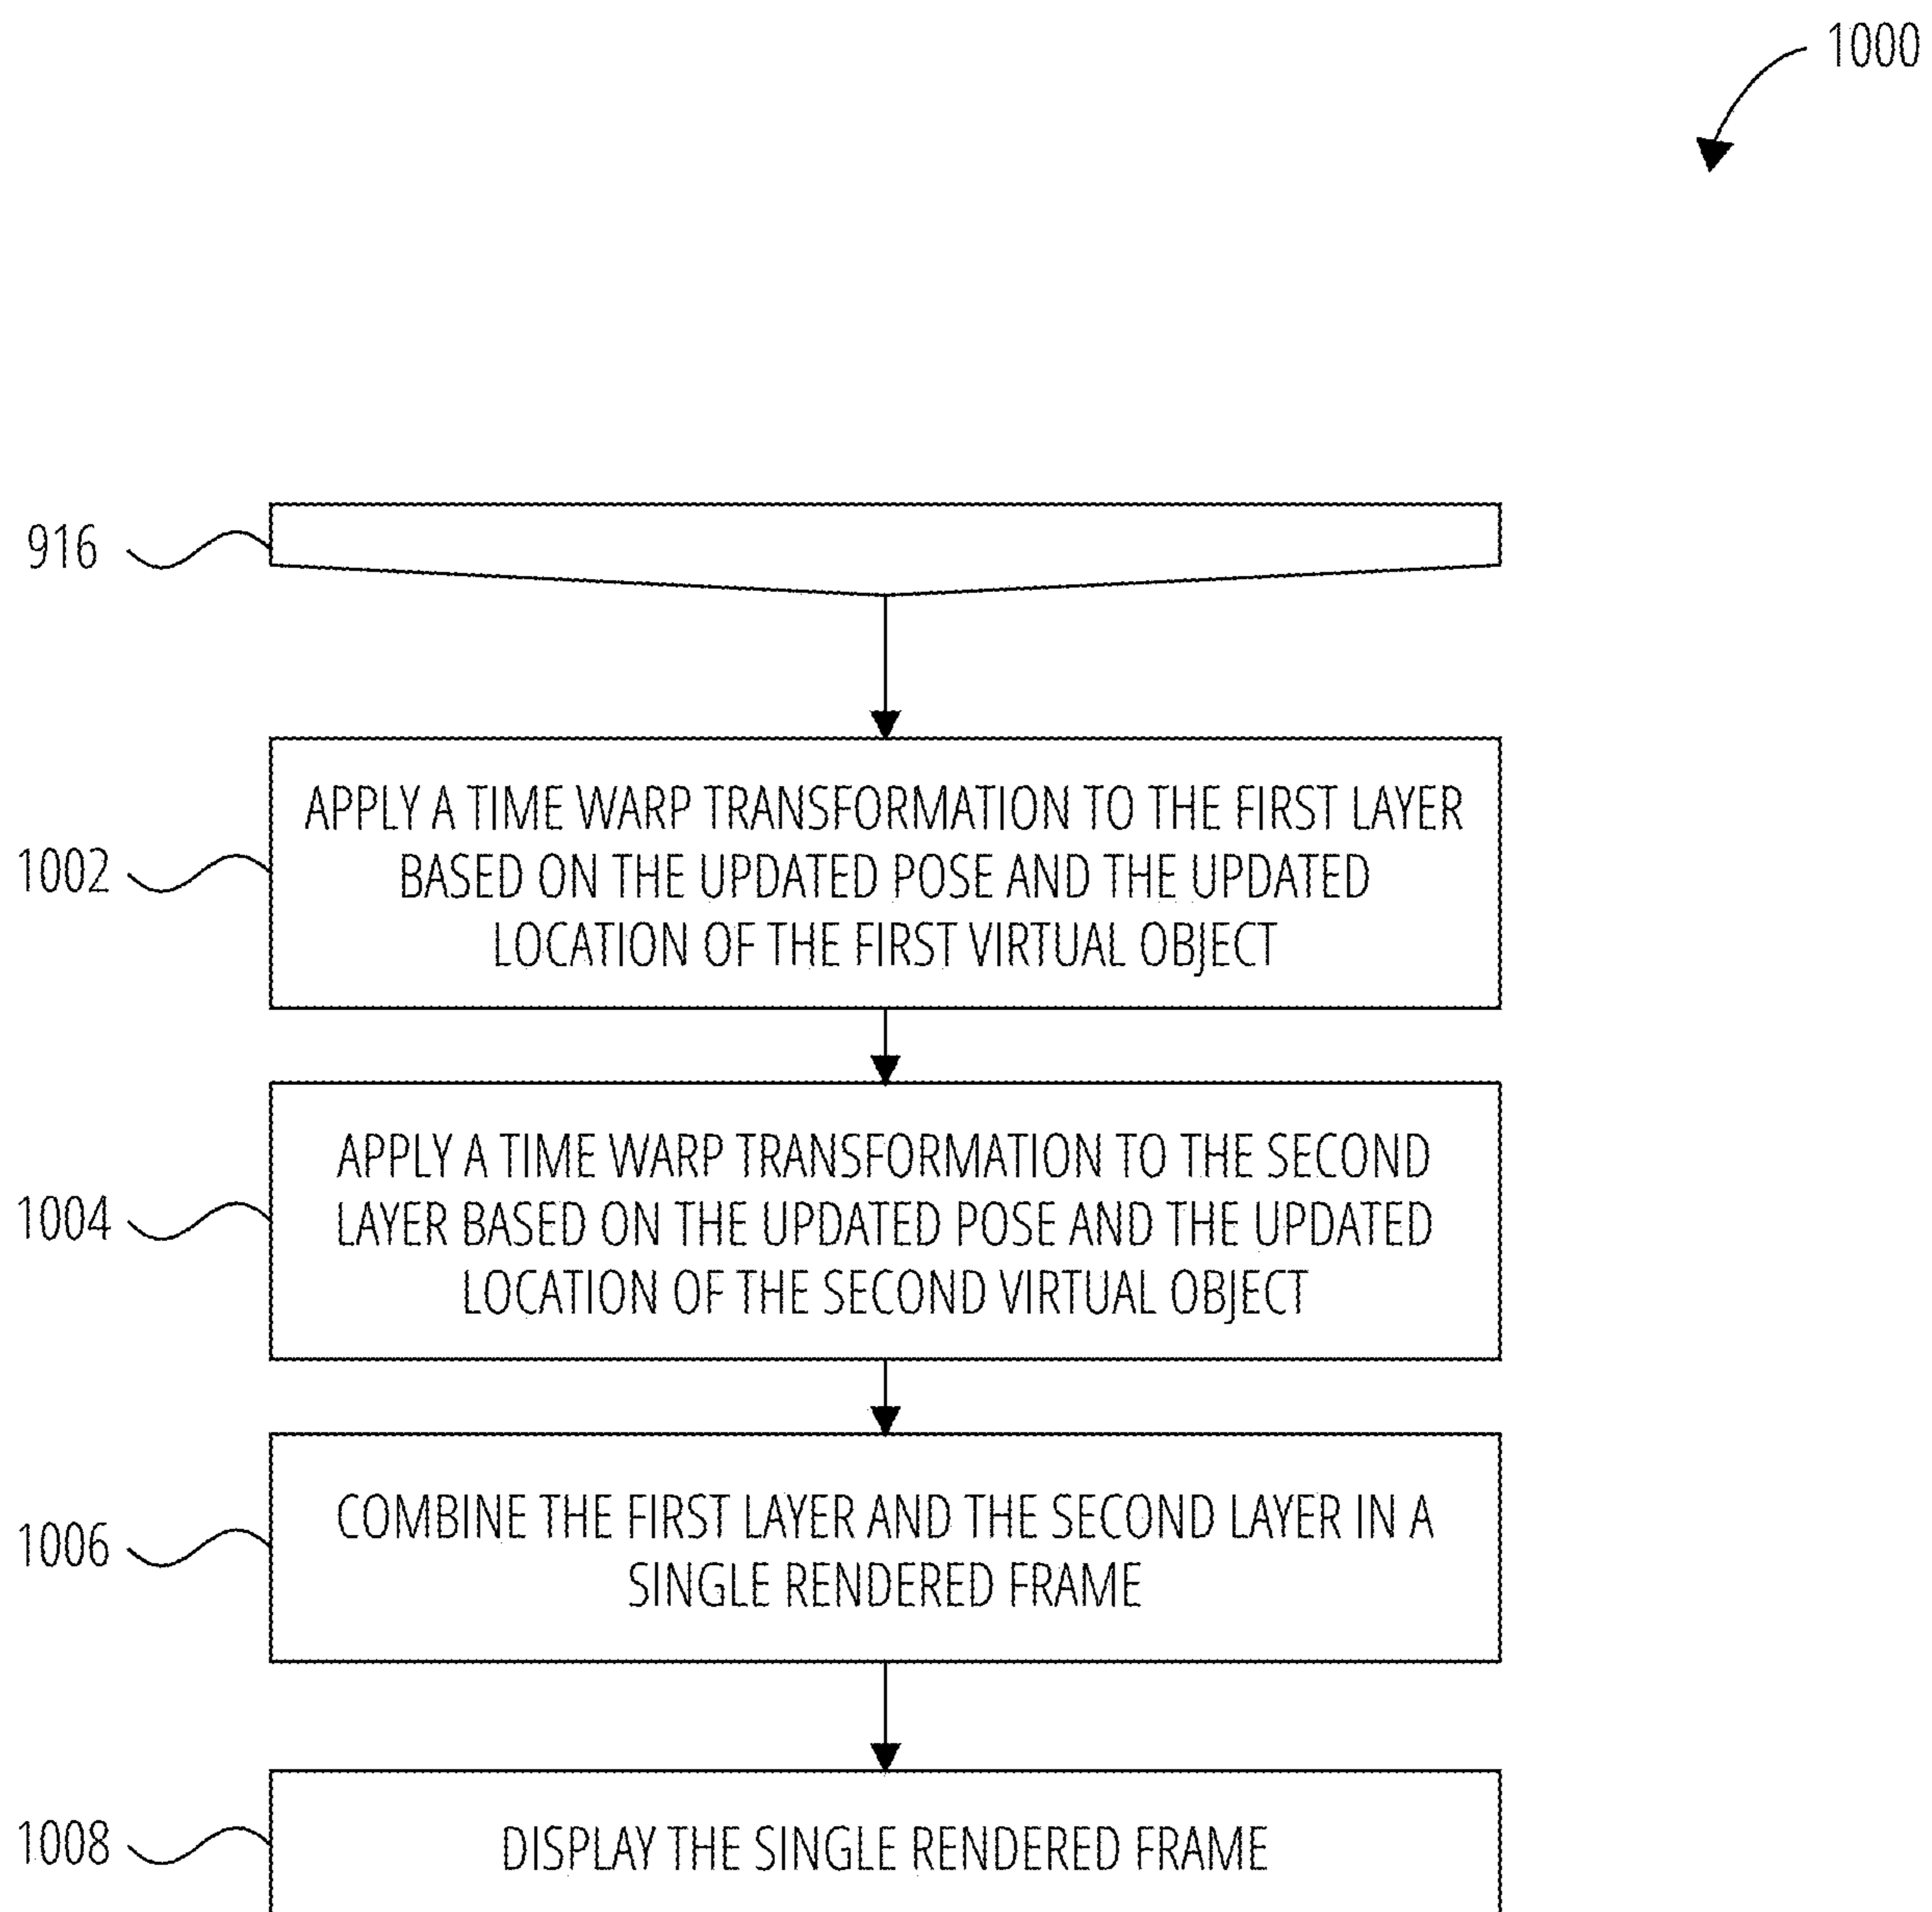 1000
916
1002
APPLY A TIME WARP TRANSFORMATION TO THE FIRST LAYER
BASED ON THE UPDATED POSE AND THE UPDATED
LOCATION OF THE FIRST VIRTUAL OBJECT
1004
APPLY A TIME WARP TRANSFORMATION TO THE SECOND
LAYER BASED ON THE UPDATED POSE AND THE UPDATED
LOCATION OF THE SECOND VIRTUAL OBJECT
1006
COMBINE THE FIRST LAYER AND THE SECOND LAYER IN A
SINGLE RENDERED FRAME
1008
DISPLAY THE SINGLE RENDERED FRAME